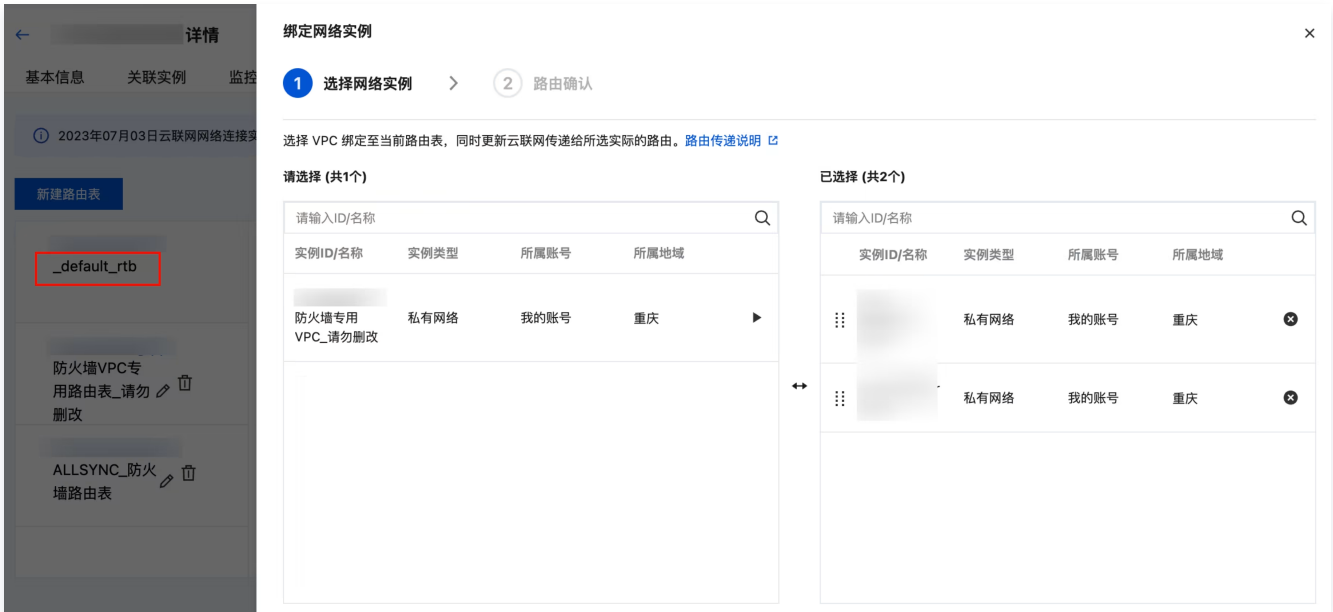 详情
基本信息 关联实例 监控
2023年07月03日云联网网络连接实
新建路由表
_default_rtb
防火墙VPC专
用路由表_请勿
删改
ALLSYNC_防火
墙路由表
绑定网络实例
1 选择网络实例 2 路由确认
选择 VPC 绑定至当前路由表，同时更新云联网传递给所选实际的路由。路由传递说明
请选择 (共1个)
请输入ID/名称
实例ID/名称 实例类型 所属账号 所属地域
防火墙专用
VPC_请勿删改
私有网络 我的账号 重庆
已选择 (共2个)
请输入ID/名称
实例ID/名称 实例类型 所属账号 所属地域
私有网络 我的账号 重庆
私有网络 我的账号 重庆